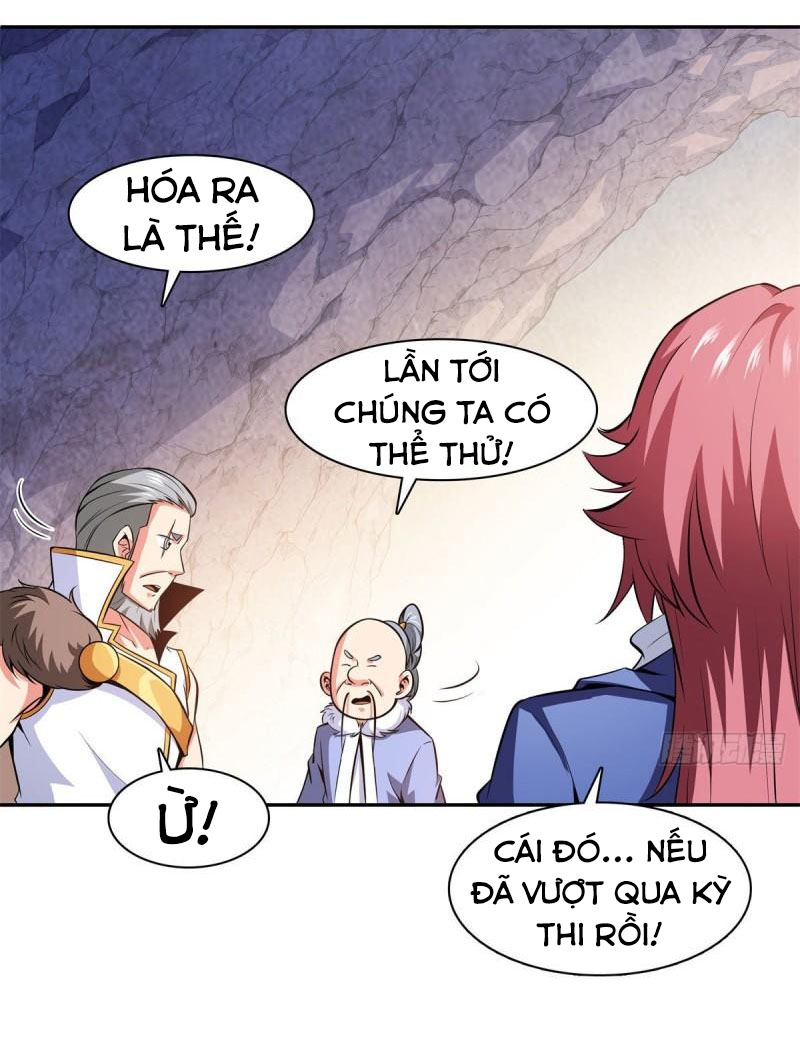 HÓA RA
LÀ THẾ!
LẦN TỚI
CHÚNG TA CÓ
THỂ THỬ!
Ừ!
CÁI ĐÓ... NẾU
ĐÃ VƯỢT QUA KỲ
THI RỒI!